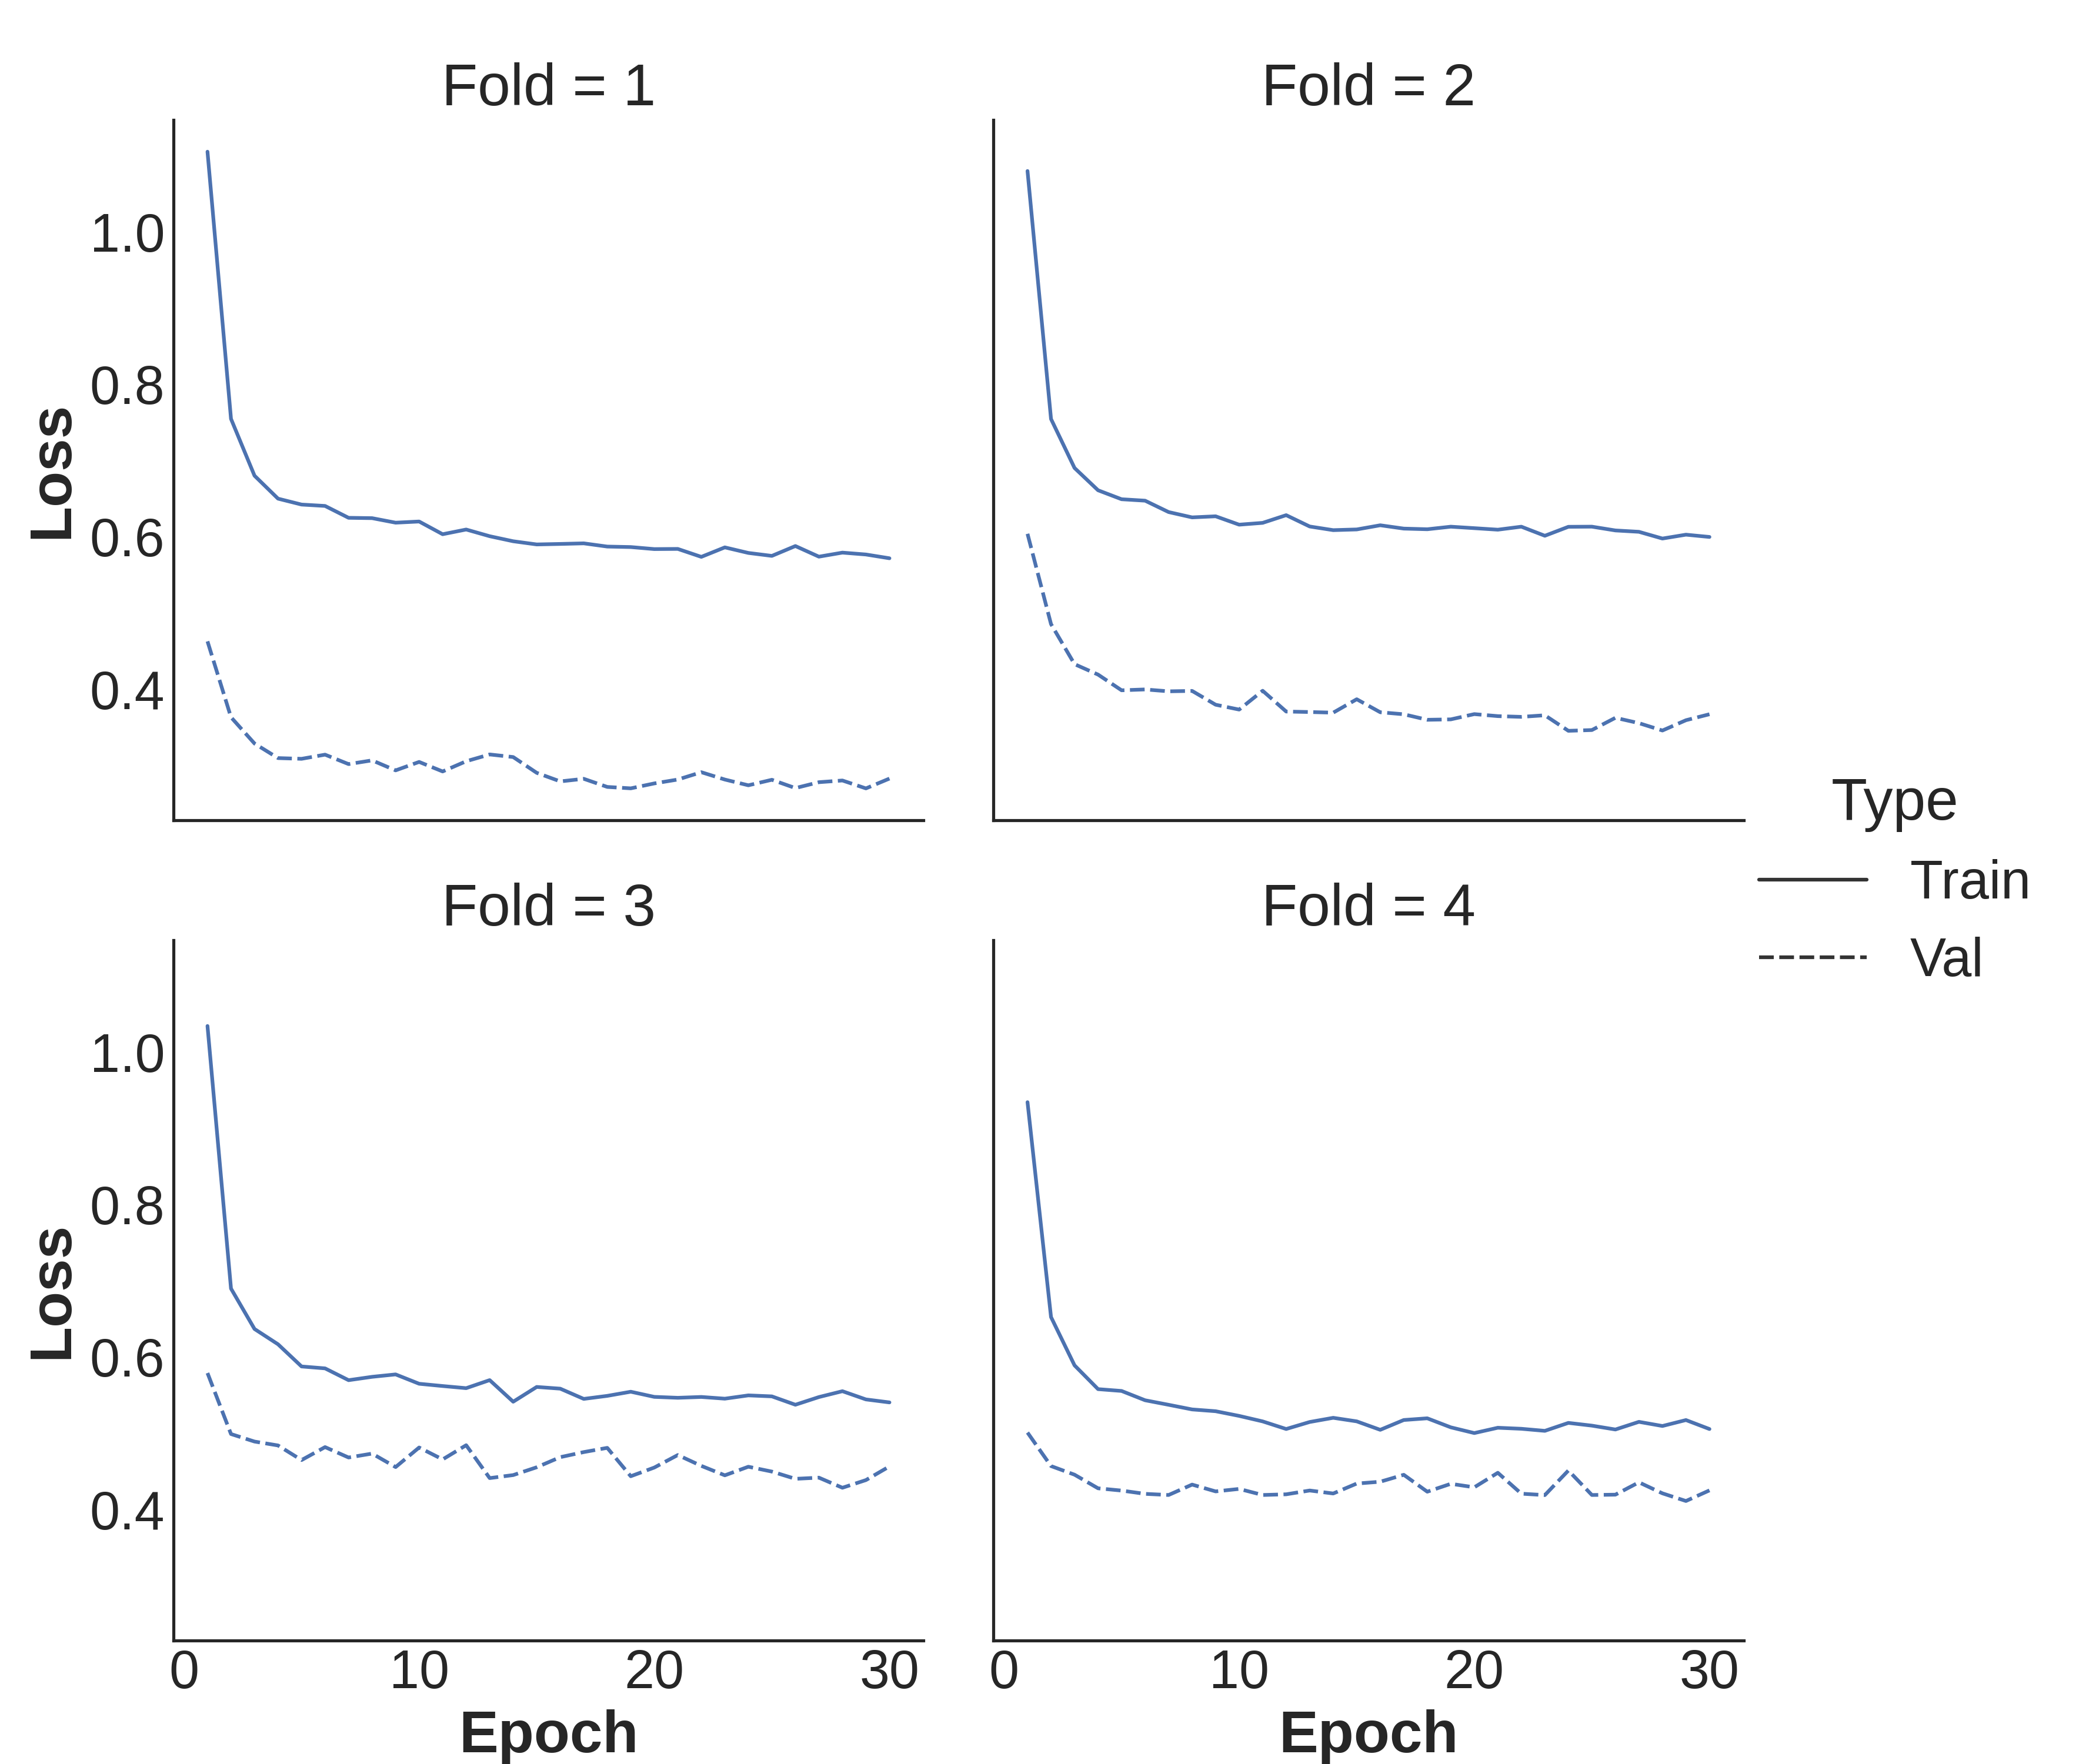 Fold = 1
Fold = 2
1.0
0.8
0.6
0.4
Loss
Type
Train
Val
Fold = 3
Fold = 4
1.0
0.8
0.6
0.4
Loss
0 10 20 30
0 10 20 30
Epoch
Epoch